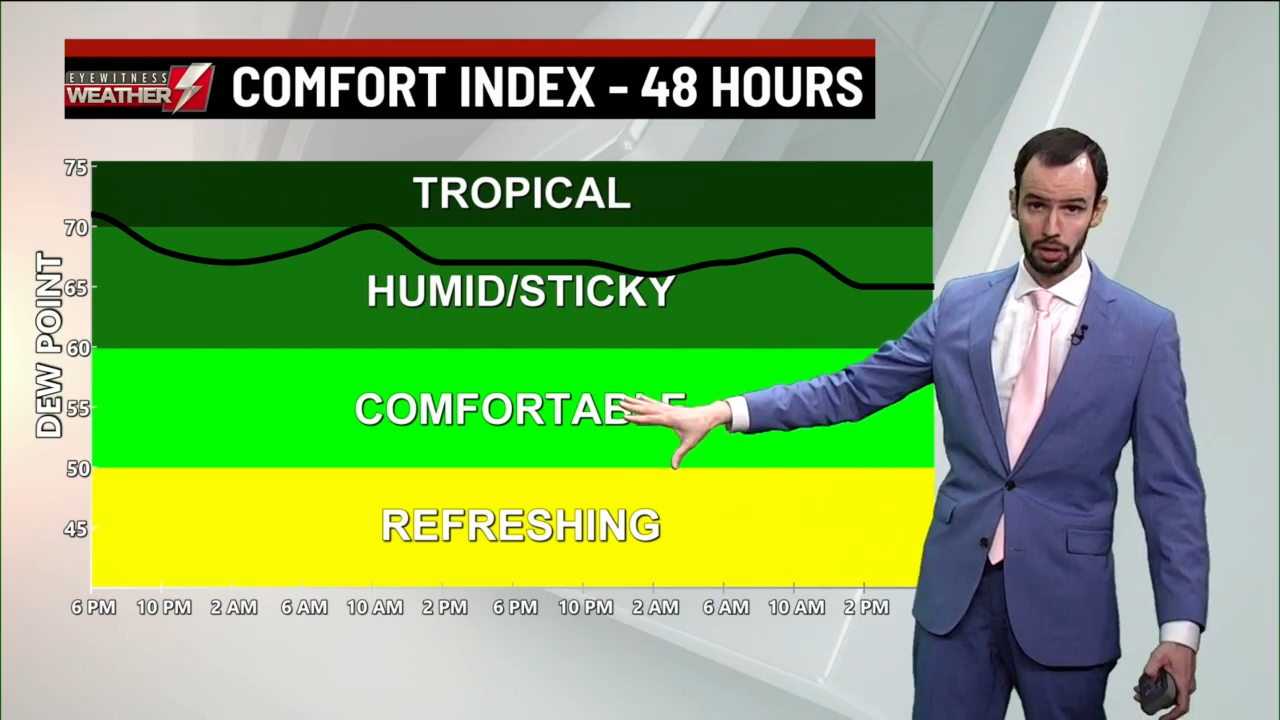 EYEWITNESS
WEATHER
COMFORT INDEX - 48 HOURS
75
70
65
60
55
50
45
DEW POINT
TROPICAL
HUMID/STICKY
COMFORTABLE
REFRESHING
6 PM 10 PM 2 AM 6 AM 10 AM 2 PM 6 PM 10 PM 2 AM 6 AM 10 AM 2 PM